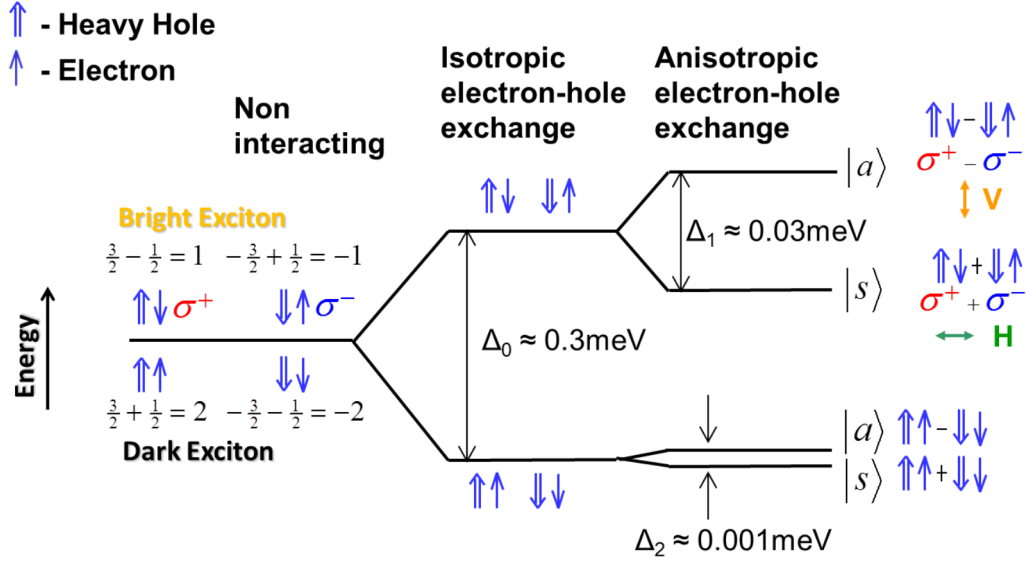 ⇑ - Heavy Hole
↑ - Electron
Non
interacting
Isotropic
electron-hole
exchange
Anisotropic
electron-hole
exchange
Bright Exciton
3/2 − 1/2 = 1
−3/2 + 1/2 = −1
⇑↓ σ⁺
⇓↑ σ⁻
⇑↑
⇓↓
3/2 + 1/2 = 2
−3/2 − 1/2 = −2
Dark Exciton
Energy
⇑↓ ⇓↑
Δ₀ ≈ 0.3meV
⇑↑ ⇓↓
Δ₁ ≈ 0.03meV
|a⟩
⇑↓ - ⇓↑
σ⁺ − σ⁻
↕ V
|s⟩
⇑↓ + ⇓↑
σ⁺ + σ⁻
↔ H
|a⟩ ⇑↑ - ⇓↓
|s⟩ ⇑↑ + ⇓↓
Δ₂ ≈ 0.001meV